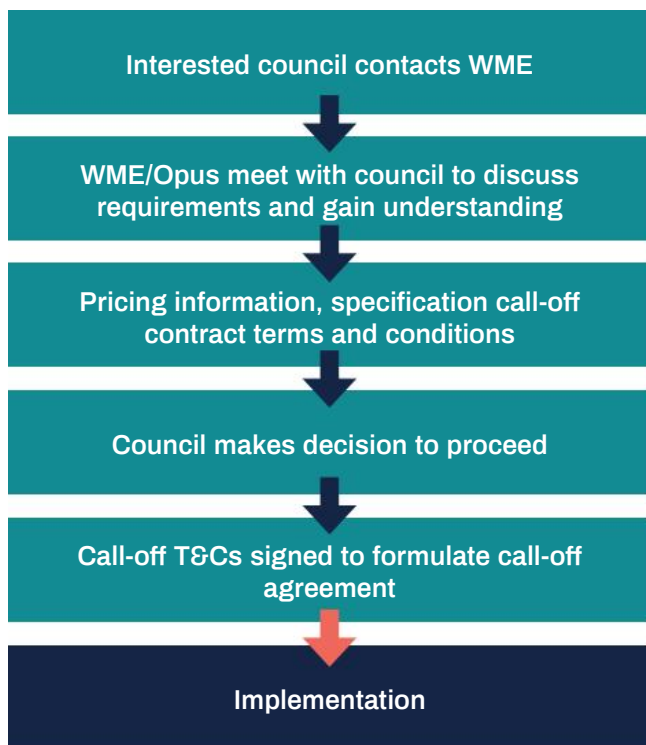 Interested council contacts WME
WME/Opus meet with council to discuss
requirements and gain understanding
Pricing information, specification call-off
contract terms and conditions
Council makes decision to proceed
Call-off T&Cs signed to formulate call-off
agreement
Implementation